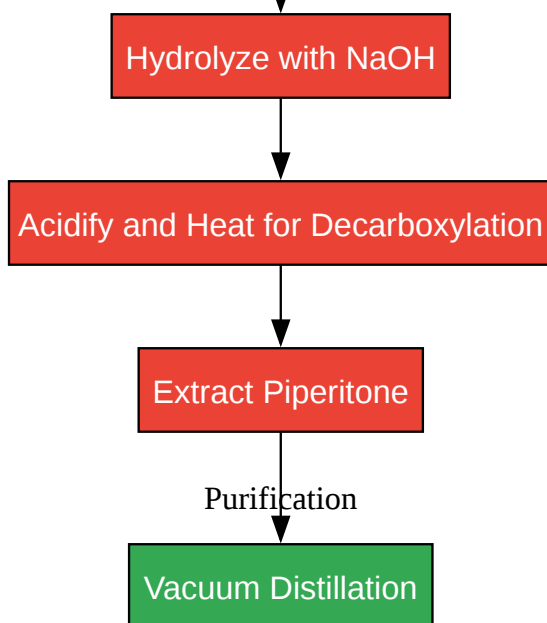 Hydrolyze with NaOH
Acidify and Heat for Decarboxylation
Extract Piperitone
Purification
Vacuum Distillation